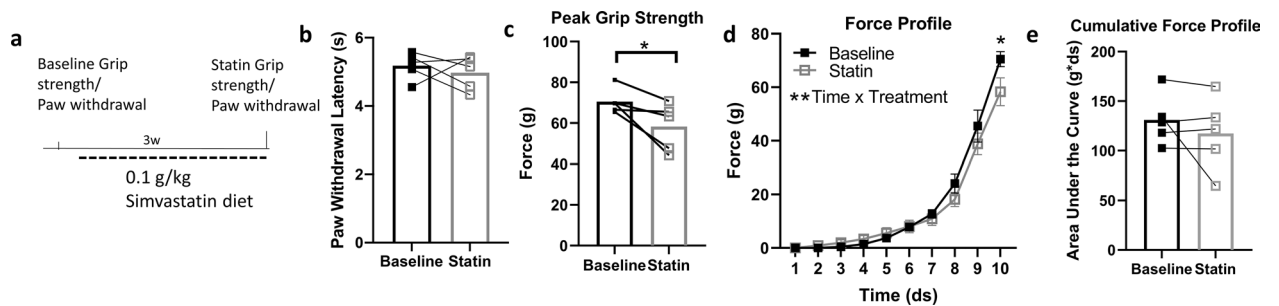 a
Baseline Grip
strength/
Paw withdrawal
Statin Grip
strength/
Paw withdrawal
3w
0.1 g/kg
Simvastatin diet
b
Paw Withdrawal Latency (s)
6
4
2
0
Baseline Statin
c
Peak Grip Strength
*
Force (g)
100
80
60
40
20
0
Baseline Statin
d
Force Profile
Baseline
Statin
**Time x Treatment
*
Force (g)
80
60
40
20
0
1 2 3 4 5 6 7 8 9 10
Time (ds)
e
Cumulative Force Profile
Area Under the Curve (g*ds)
200
150
100
50
0
Baseline Statin